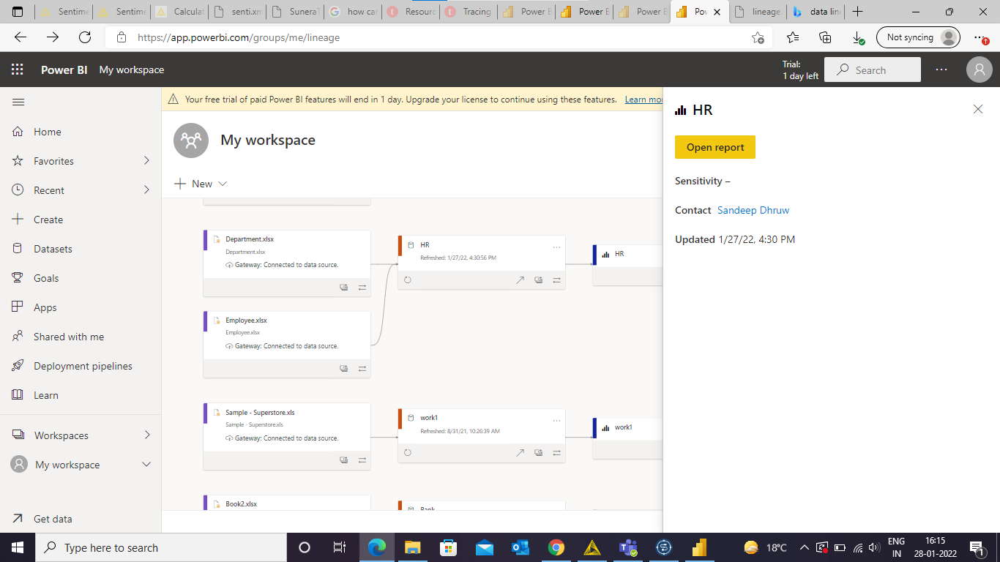 Sentime
Sentime
Calculat
senti.xm
SuneraT
how car
Resourc
Tracing
Power B
Power B
Power B
Pow
lineage.
data line
https://app.powerbi.com/groups/me/lineage
Not syncing
Power BI My workspace
Trial:
1 day left
Search
Your free trial of paid Power BI features will end in 1 day. Upgrade your license to continue using these features. Learn mor
Home
Favorites
Recent
Create
Datasets
Goals
Apps
Shared with me
Deployment pipelines
Learn
Workspaces
My workspace
Get data
My workspace
New
Department.xlsx
Department.xlsx
Gateway: Connected to data source.
HR
Refreshed: 1/27/22, 4:30:56 PM
HR
Employee.xlsx
Employee.xlsx
Gateway: Connected to data source.
Sample - Superstore.xls
Sample - Superstore.xls
Gateway: Connected to data source.
work1
Refreshed: 8/31/21, 10:26:39 AM
work1
Book2.xlsx
Bank
HR
Open report
Sensitivity –
Contact Sandeep Dhruw
Updated 1/27/22, 4:30 PM
Type here to search
18°C
ENG
IN
16:15
28-01-2022
1